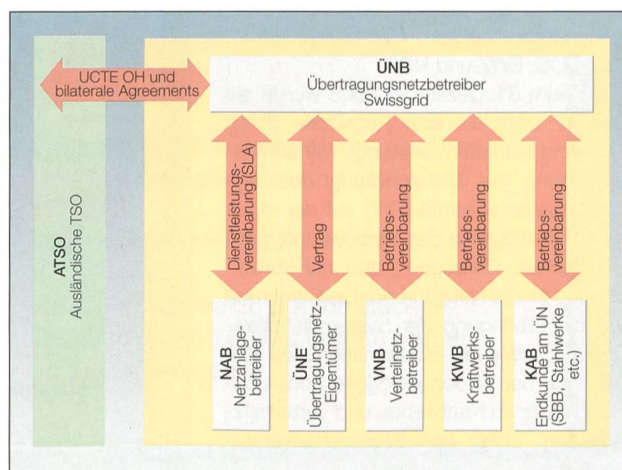 UCTE OH und
bilaterale Agreements
ÜNB
Übertragungsnetzbetreiber
Swissgrid
ATSO
Ausländische TSO
Dienstleistungs-
vereinbarung (SLA)
Vertrag
Betriebs-
vereinbarung
Betriebs-
vereinbarung
Betriebs-
vereinbarung
NAB
Netzanlage-
betreiber
ÜNE
Übertragungsnetz-
Eigentümer
VNB
Verteilnetz-
betreiber
KWB
Kraftwerks-
betreiber
KAB
Endkunde am ÜN
(SBB, Stahlwerke
etc.)